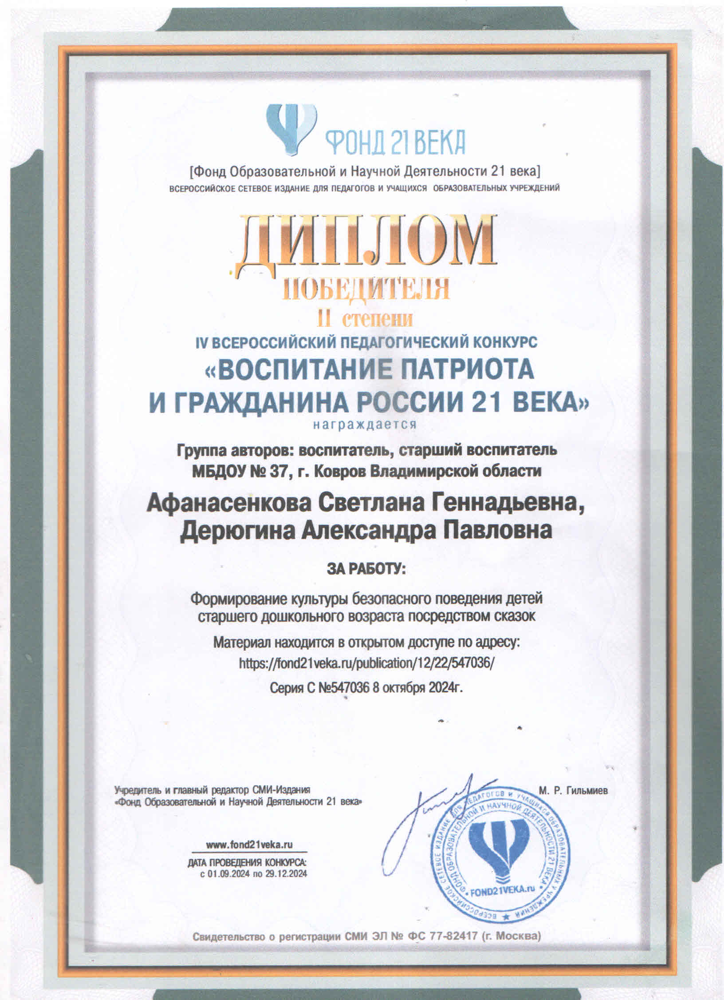 ФОНД 21 ВЕКА
[Фонд Образовательной и Научной Деятельности 21 века]
ВСЕРОССИЙСКОЕ СЕТЕВОЕ ИЗДАНИЕ ДЛЯ ПЕДАГОГОВ И УЧАЩИХСЯ ОБРАЗОВАТЕЛЬНЫХ УЧРЕЖДЕНИЙ
ДИПЛОМ
ПОБЕДИТЕЛЯ
II степени
IV ВСЕРОССИЙСКИЙ ПЕДАГОГИЧЕСКИЙ КОНКУРС
«ВОСПИТАНИЕ ПАТРИОТА
И ГРАЖДАНИНА РОССИИ 21 ВЕКА»
награждается
Группа авторов: воспитатель, старший воспитатель
МБДОУ № 37, г. Ковров Владимирской области
Афанасенкова Светлана Геннадьевна,
Дерюгина Александра Павловна
ЗА РАБОТУ:
Формирование культуры безопасного поведения детей
старшего дошкольного возраста посредством сказок
Материал находится в открытом доступе по адресу:
https://fond21veka.ru/publication/12/22/547036/
Серия С №547036 8 октября 2024г.
Учредитель и главный редактор СМИ-Издания
«Фонд Образовательной и Научной Деятельности 21 века»
М. Р. Гильмиев
www.fond21veka.ru
ДАТА ПРОВЕДЕНИЯ КОНКУРСА:
с 01.09.2024 по 29.12.2024
ВСЕРОССИЙСКОЕ СЕТЕВОЕ ИЗДАНИЕ ДЛЯ ПЕДАГОГОВ И УЧАЩИХСЯ ОБРАЗОВАТЕЛЬНЫХ УЧРЕЖДЕНИЙ
ФОНД ОБРАЗОВАТЕЛЬНОЙ И НАУЧНОЙ ДЕЯТЕЛЬНОСТИ 21 ВЕКА
• FOND21VEKA.ru •
Свидетельство о регистрации СМИ ЭЛ № ФС 77-82417 (г. Москва)